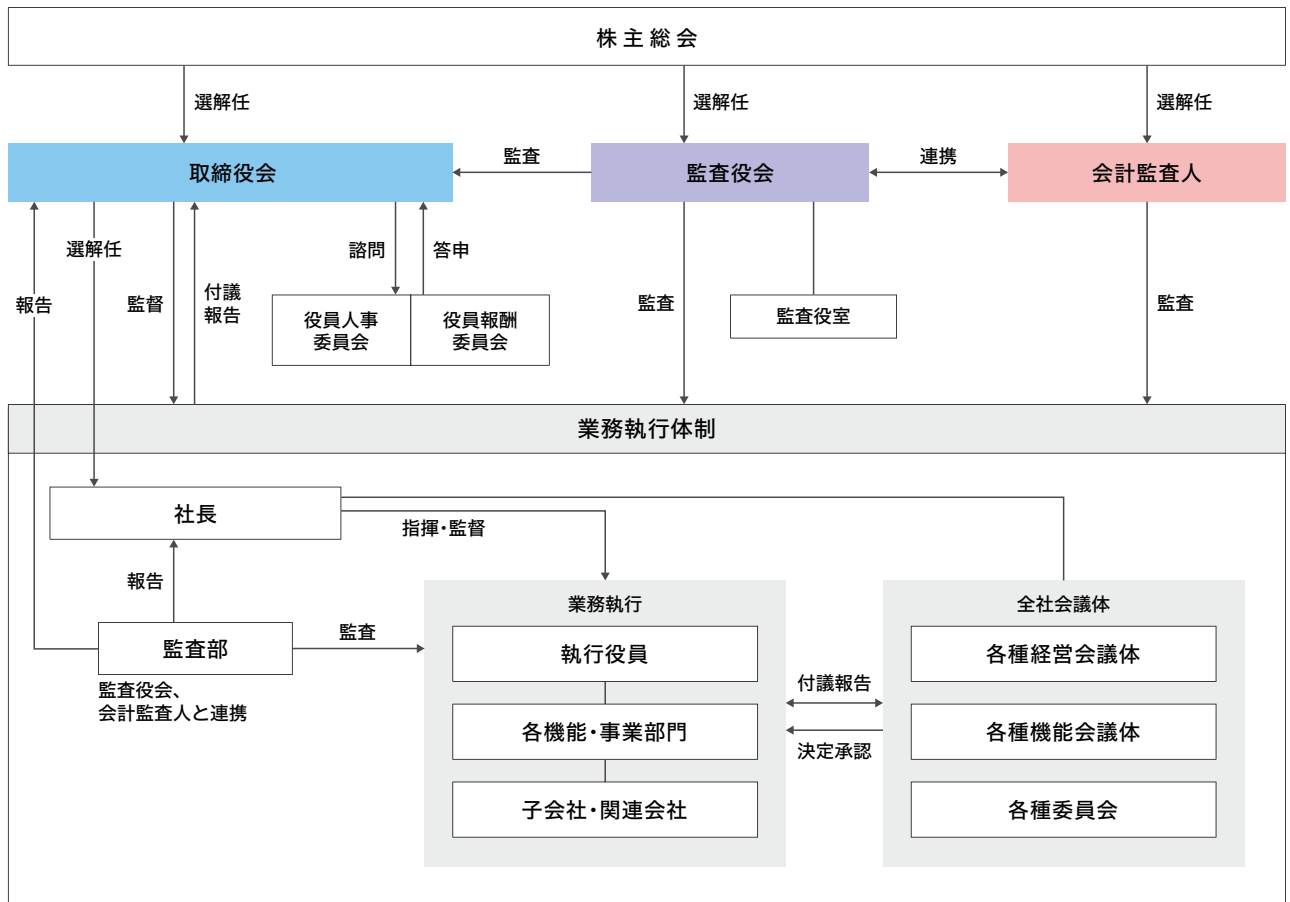 株主総会
選解任
選解任
選解任
取締役会
監査
監査役会
連携
会計監査人
報告
選解任
監督
付議
報告
諮問
答申
役員人事
委員会
役員報酬
委員会
監査
監査役室
監査
業務執行体制
社長
指揮・監督
報告
監査部
監査
監査役会、
会計監査人と連携
業務執行
執行役員
各機能・事業部門
子会社・関連会社
付議報告
決定承認
全社会議体
各種経営会議体
各種機能会議体
各種委員会